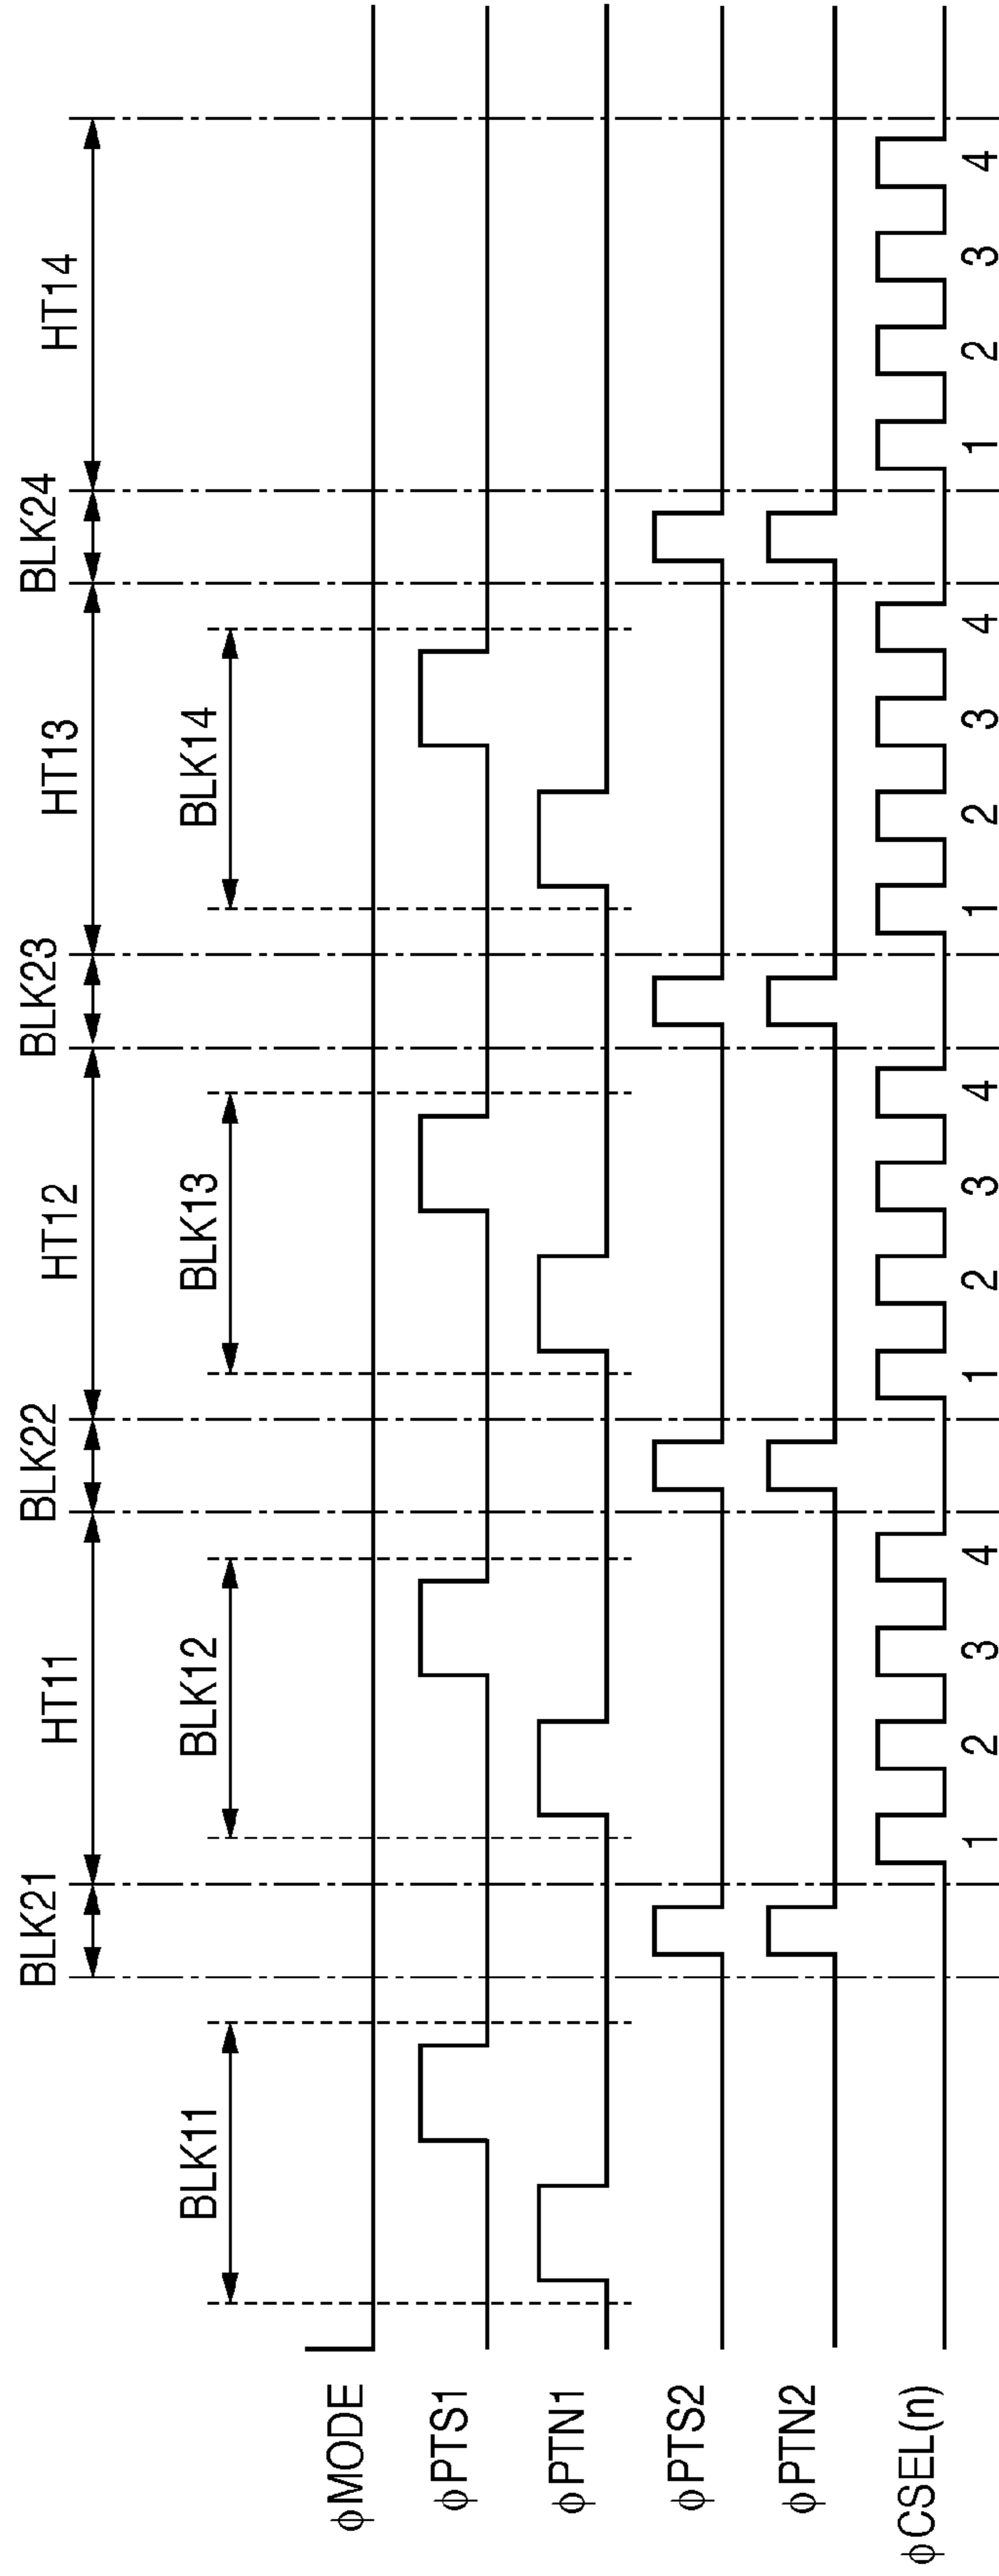 BLK21 HT11 BLK22 HT12 BLK23 HT13 BLK24 HT14
BLK11 BLK12 BLK13 BLK14
φMODE
φPTS1
φPTN1
φPTS2
φPTN2
φCSEL(n)
1 2 3 4 1 2 3 4 1 2 3 4 1 2 3 4